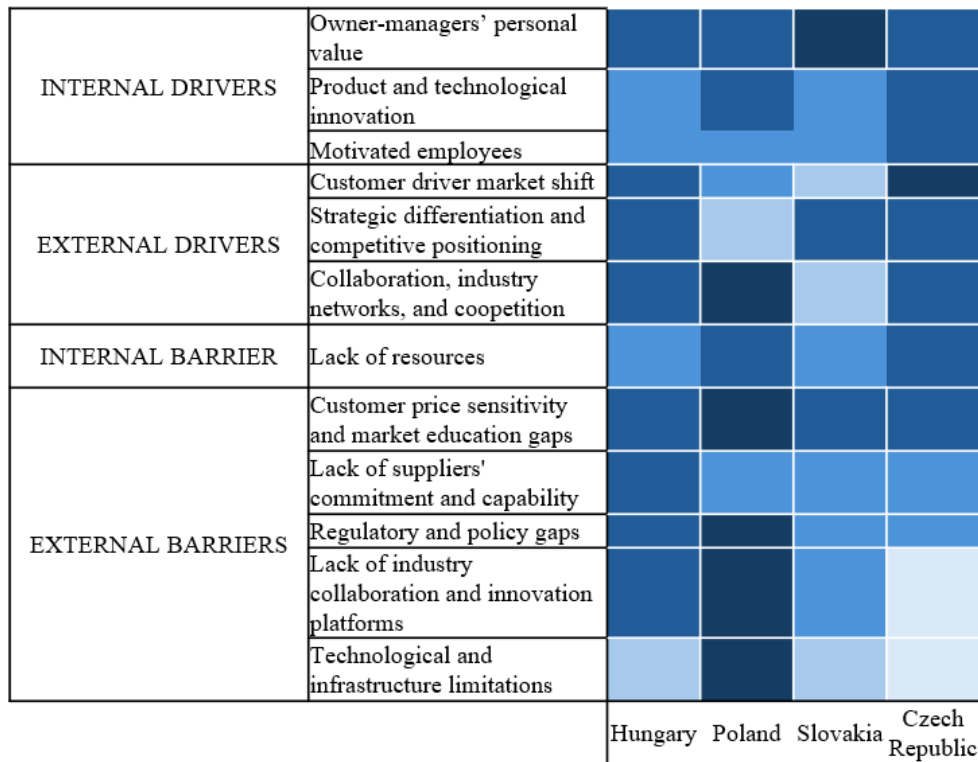 INTERNAL DRIVERS
Owner-managers’ personal
value
Product and technological
innovation
Motivated employees
EXTERNAL DRIVERS
Customer driver market shift
Strategic differentiation and
competitive positioning
Collaboration, industry
networks, and coopetition
INTERNAL BARRIER
Lack of resources
EXTERNAL BARRIERS
Customer price sensitivity
and market education gaps
Lack of suppliers'
commitment and capability
Regulatory and policy gaps
Lack of industry
collaboration and innovation
platforms
Technological and
infrastructure limitations
Hungary
Poland
Slovakia
Czech
Republic